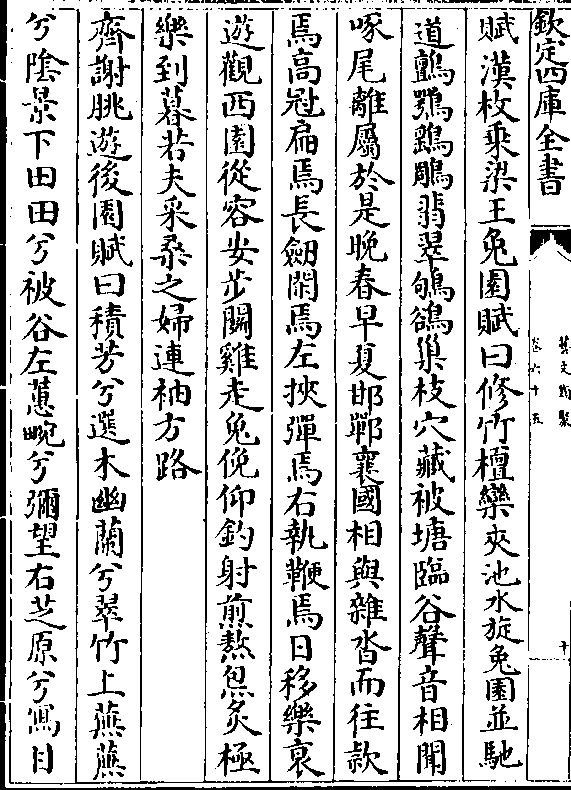 欽定四庫全書
藝文類聚
卷六十五
十
賦漢枚乘梁王兔園賦曰修竹檀欒夾池水旋兔園並馳
道鸀鶚鷂鵰翡翠鴝鵒巢枝穴藏被塘臨谷聲音相聞
啄尾離屬於是晚春早夏邯鄲襄國相與雜沓而往款
焉高冠扁焉長劒閑焉左挾彈焉右執鞭焉日移樂衰
遊觀西園從容安步鬬雞走兔俛仰釣射煎熬炰炙極
樂到暮若夫采桑之婦連袖方路
齊謝朓遊後園賦曰積芳兮選木幽蘭兮翠竹上蕪蕪
兮陰景下田田兮被谷左蕙畹兮彌望右芝原兮寫目